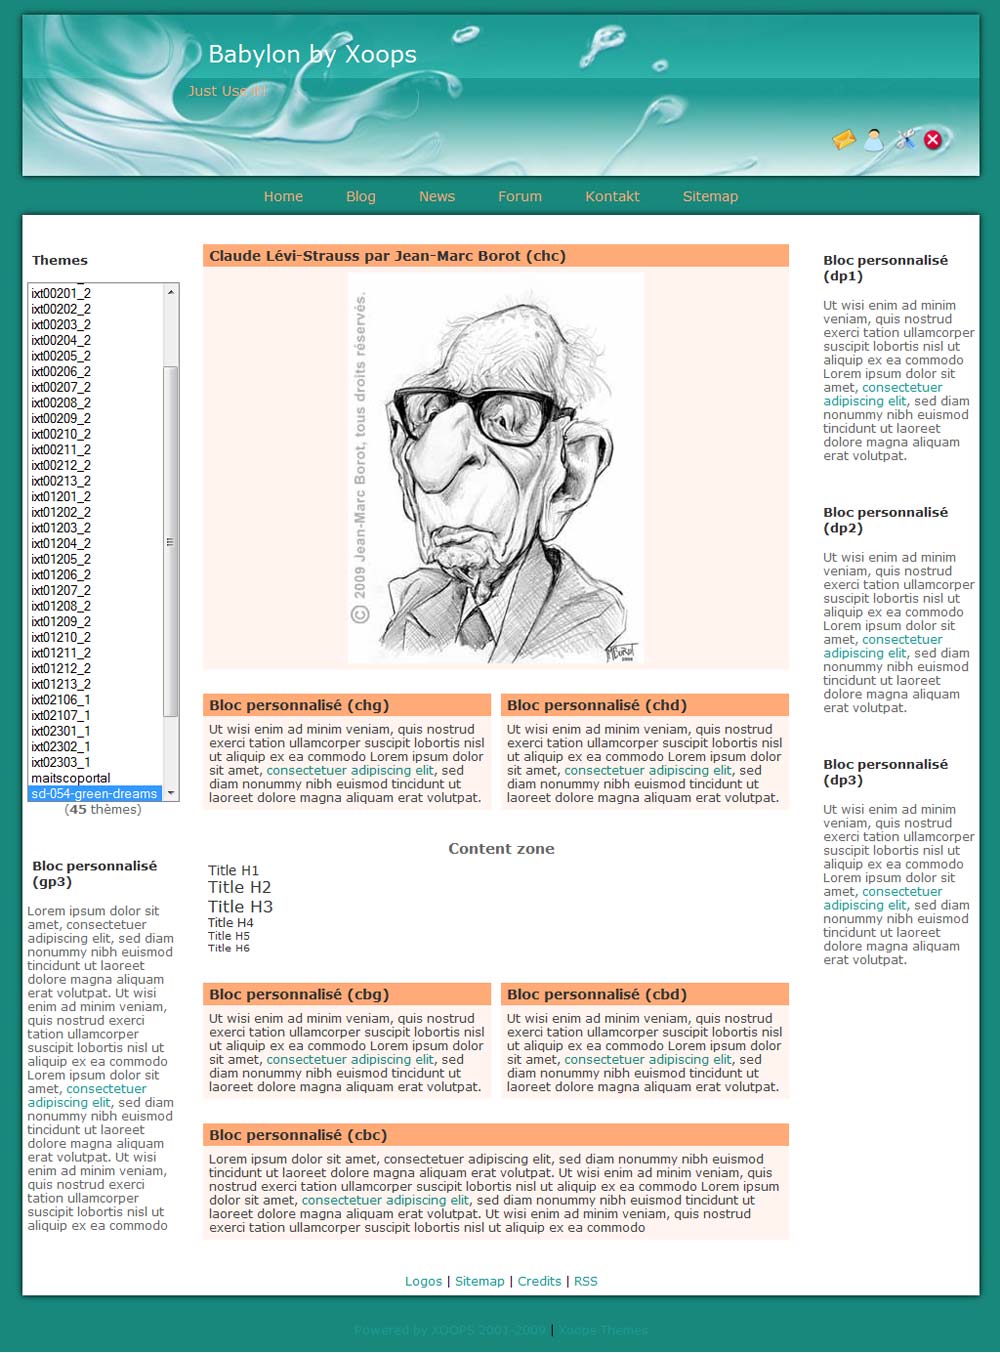 Babylon by Xoops
Just Use it!
Home Blog News Forum Kontakt Sitemap
Themes
ixt00201_2
ixt00202_2
ixt00203_2
ixt00204_2
ixt00205_2
ixt00206_2
ixt00207_2
ixt00208_2
ixt00209_2
ixt00210_2
ixt00211_2
ixt00212_2
ixt00213_2
ixt01201_2
ixt01202_2
ixt01203_2
ixt01204_2
ixt01205_2
ixt01206_2
ixt01207_2
ixt01208_2
ixt01209_2
ixt01210_2
ixt01211_2
ixt01212_2
ixt01213_2
ixt02106_1
ixt02107_1
ixt02301_1
ixt02302_1
ixt02303_1
maitscoportal
sd-054-green-dreams
(45 thèmes)
Bloc personnalisé
(gp3)
Lorem ipsum dolor sit
amet, consectetuer
adipiscing elit, sed diam
nonummy nibh euismod
tincidunt ut laoreet
dolore magna aliquam
erat volutpat. Ut wisi
enim ad minim veniam,
quis nostrud exerci
tation ullamcorper
suscipit lobortis nisl ut
aliquip ex ea commodo
Lorem ipsum dolor sit
amet, consectetuer
adipiscing elit, sed diam
nonummy nibh euismod
tincidunt ut laoreet
dolore magna aliquam
erat volutpat. Ut wisi
enim ad minim veniam,
quis nostrud exerci
tation ullamcorper
suscipit lobortis nisl ut
aliquip ex ea commodo
Claude Lévi-Strauss par Jean-Marc Borot (chc)
© 2009 Jean-Marc Borot, tous droits réservés.
Bloc personnalisé (chg)
Ut wisi enim ad minim veniam, quis nostrud
exerci tation ullamcorper suscipit lobortis nisl
ut aliquip ex ea commodo Lorem ipsum dolor
sit amet, consectetuer adipiscing elit, sed
diam nonummy nibh euismod tincidunt ut
laoreet dolore magna aliquam erat volutpat.
Bloc personnalisé (chd)
Ut wisi enim ad minim veniam, quis nostrud
exerci tation ullamcorper suscipit lobortis nisl
ut aliquip ex ea commodo Lorem ipsum dolor
sit amet, consectetuer adipiscing elit, sed
diam nonummy nibh euismod tincidunt ut
laoreet dolore magna aliquam erat volutpat.
Content zone
Title H1
Title H2
Title H3
Title H4
Title H5
Title H6
Bloc personnalisé (cbg)
Ut wisi enim ad minim veniam, quis nostrud
exerci tation ullamcorper suscipit lobortis nisl
ut aliquip ex ea commodo Lorem ipsum dolor
sit amet, consectetuer adipiscing elit, sed
diam nonummy nibh euismod tincidunt ut
laoreet dolore magna aliquam erat volutpat.
Bloc personnalisé (cbd)
Ut wisi enim ad minim veniam, quis nostrud
exerci tation ullamcorper suscipit lobortis nisl
ut aliquip ex ea commodo Lorem ipsum dolor
sit amet, consectetuer adipiscing elit, sed
diam nonummy nibh euismod tincidunt ut
laoreet dolore magna aliquam erat volutpat.
Bloc personnalisé (cbc)
Lorem ipsum dolor sit amet, consectetuer adipiscing elit, sed diam nonummy nibh euismod
tincidunt ut laoreet dolore magna aliquam erat volutpat. Ut wisi enim ad minim veniam, quis
nostrud exerci tation ullamcorper suscipit lobortis nisl ut aliquip ex ea commodo Lorem ipsum
dolor sit amet, consectetuer adipiscing elit, sed diam nonummy nibh euismod tincidunt ut
laoreet dolore magna aliquam erat volutpat. Ut wisi enim ad minim veniam, quis nostrud
exerci tation ullamcorper suscipit lobortis nisl ut aliquip ex ea commodo
Bloc personnalisé
(dp1)
Ut wisi enim ad minim
veniam, quis nostrud
exerci tation ullamcorper
suscipit lobortis nisl ut
aliquip ex ea commodo
Lorem ipsum dolor sit
amet, consectetuer
adipiscing elit, sed diam
nonummy nibh euismod
tincidunt ut laoreet
dolore magna aliquam
erat volutpat.
Bloc personnalisé
(dp2)
Ut wisi enim ad minim
veniam, quis nostrud
exerci tation ullamcorper
suscipit lobortis nisl ut
aliquip ex ea commodo
Lorem ipsum dolor sit
amet, consectetuer
adipiscing elit, sed diam
nonummy nibh euismod
tincidunt ut laoreet
dolore magna aliquam
erat volutpat.
Bloc personnalisé
(dp3)
Ut wisi enim ad minim
veniam, quis nostrud
exerci tation ullamcorper
suscipit lobortis nisl ut
aliquip ex ea commodo
Lorem ipsum dolor sit
amet, consectetuer
adipiscing elit, sed diam
nonummy nibh euismod
tincidunt ut laoreet
dolore magna aliquam
erat volutpat.
Logos | Sitemap | Credits | RSS
Powered by XOOPS 2001-2009 | Xoops Themes